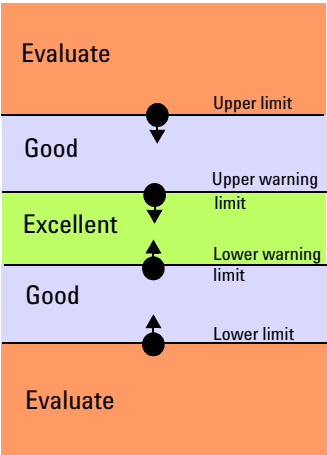 Evaluate
Upper limit
Good
Upper warning
limit
Excellent
Lower warning
limit
Good
Lower limit
Evaluate